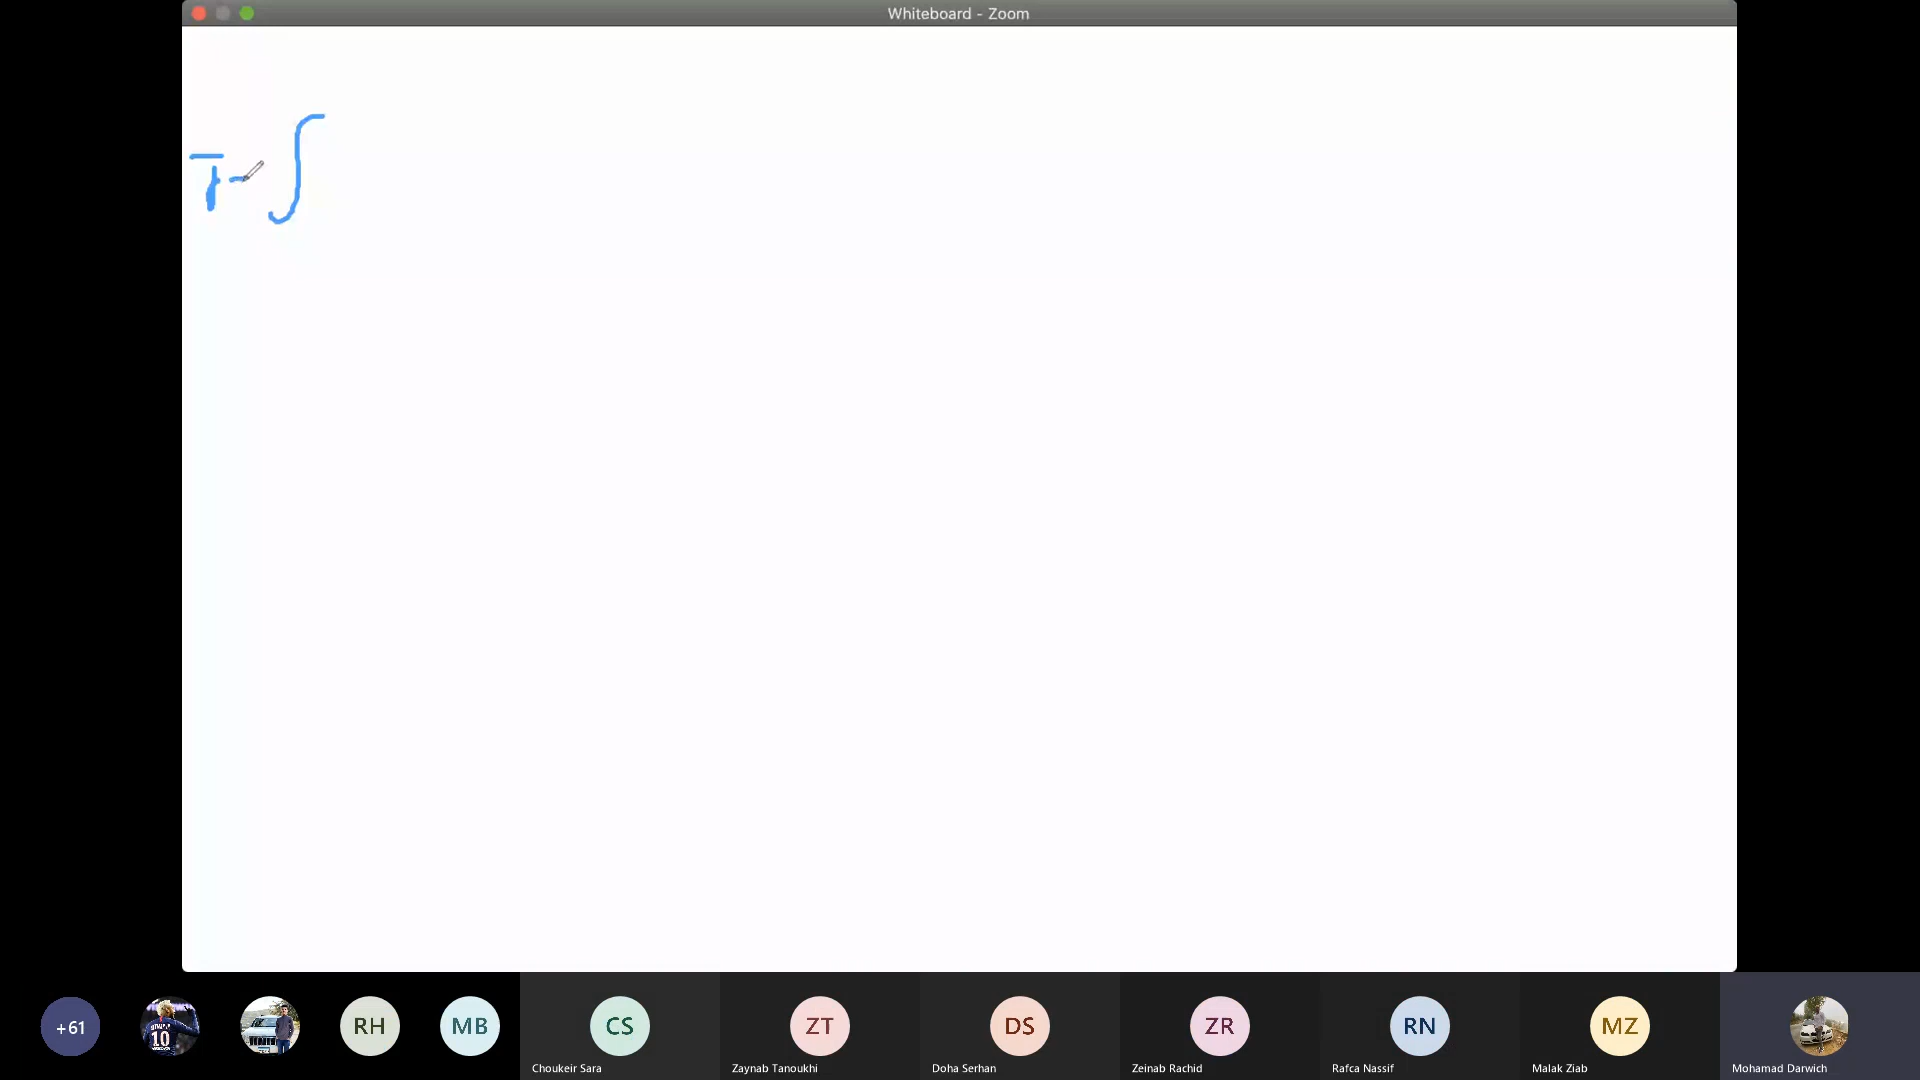 Whiteboard - Zoom
∫
+61
10
RH
MB
CS
ZT
DS
ZR
RN
MZ
Choukeir Sara
Zaynab Tanoukhi
Doha Serhan
Zeinab Rachid
Rafca Nassif
Malak Ziab
Mohamad Darwich